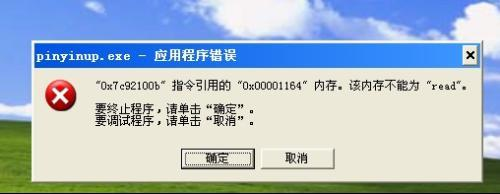 pinyinup.exe - 应用程序错误
"0x7c92100b" 指令引用的 "0x00001164" 内存。该内存不能为 "read"。
要终止程序，请单击“确定”。
要调试程序，请单击“取消”。
确定
取消